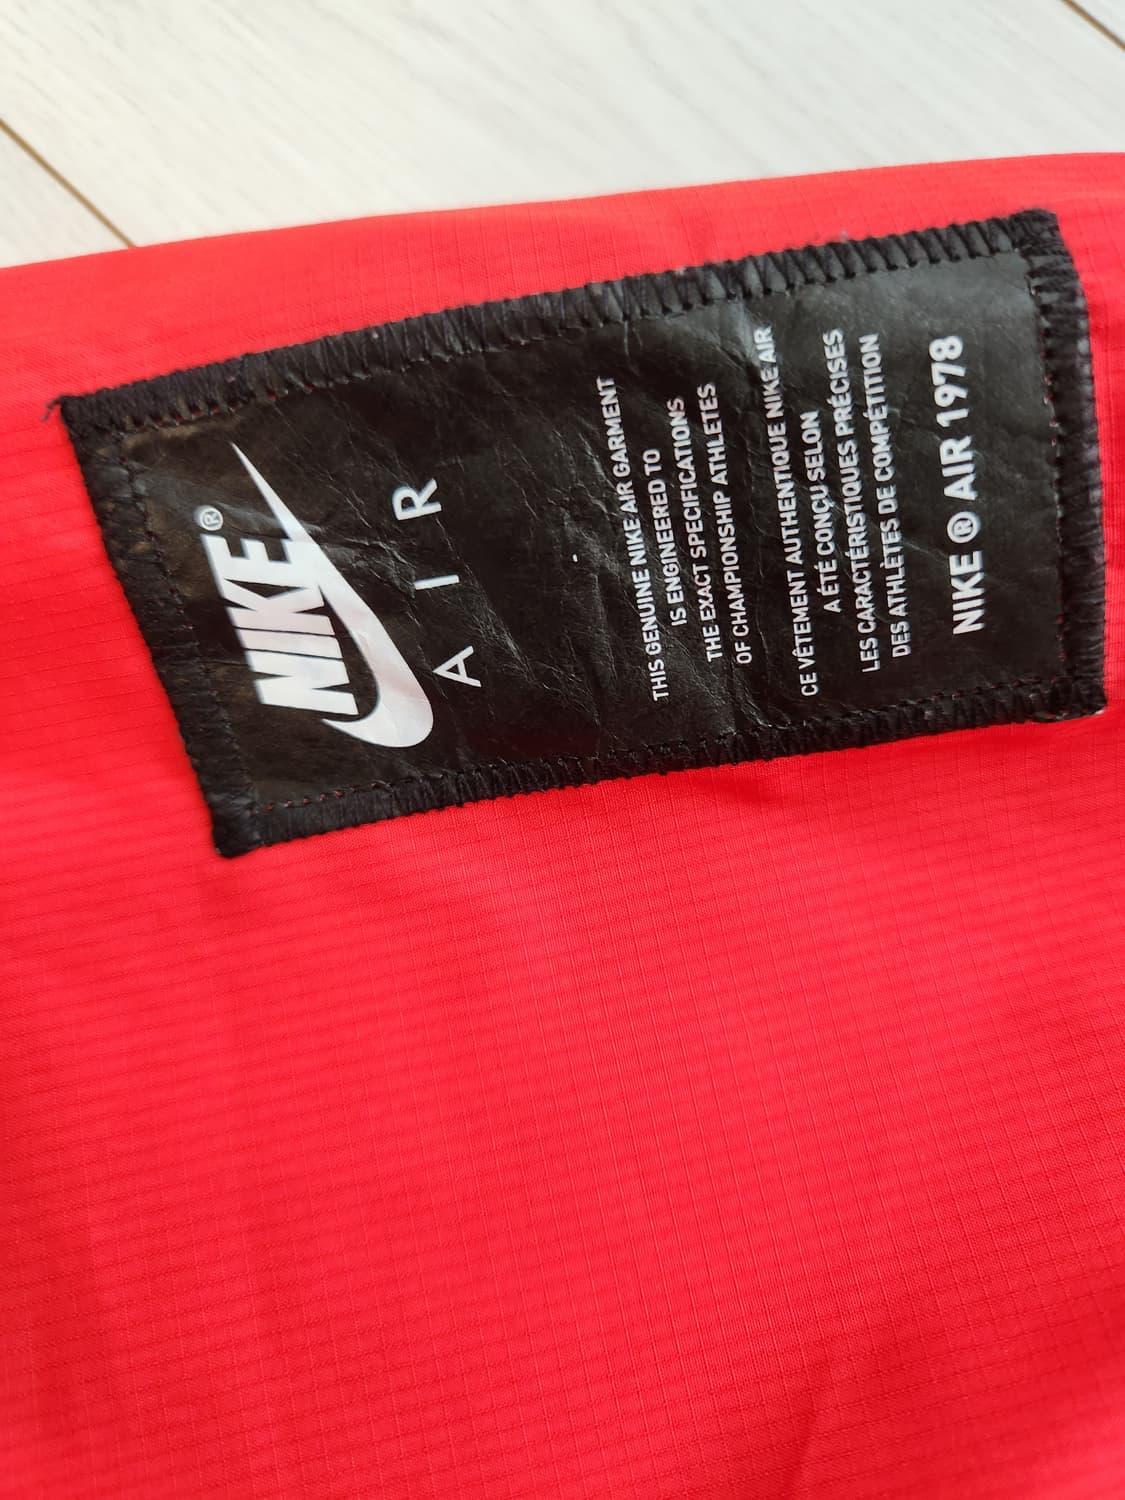 NIKE®
AIR
THIS GENUINE NIKE AIR GARMENT
IS ENGINEERED TO
THE EXACT SPECIFICATIONS
OF CHAMPIONSHIP ATHLETES
CE VÊTEMENT AUTHENTIQUE NIKE AIR
A ÉTÉ CONÇU SELON
LES CARACTÉRISTIQUES PRÉCISES
DES ATHLÈTES DE COMPÉTITION
NIKE ® AIR 1978